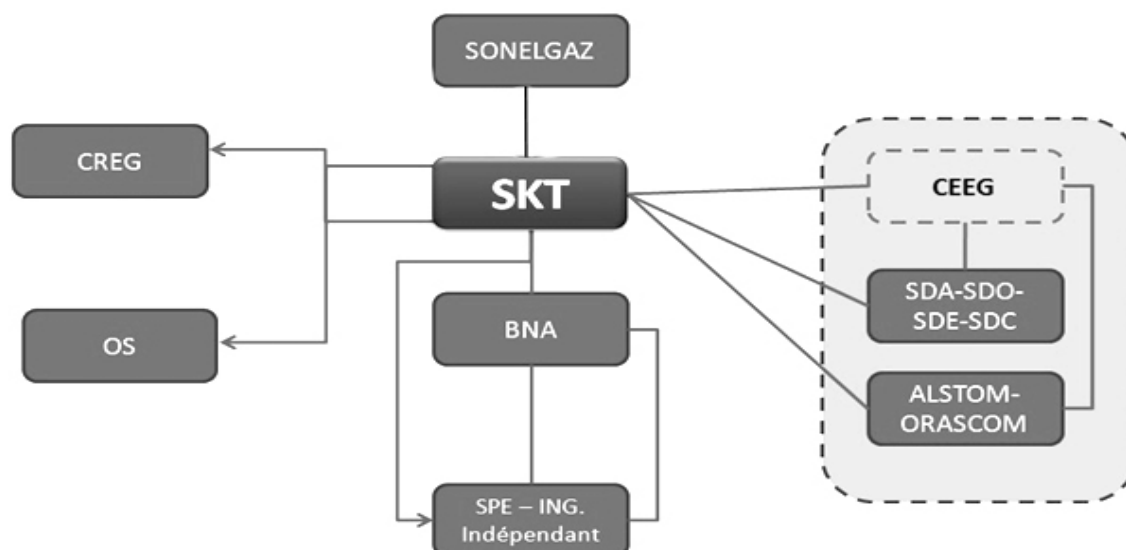 SONELGAZ
CREG
SKT
CEEG
OS
BNA
SDA-SDO-
SDE-SDC
ALSTOM-
ORASCOM
SPE – ING.
Indépendant